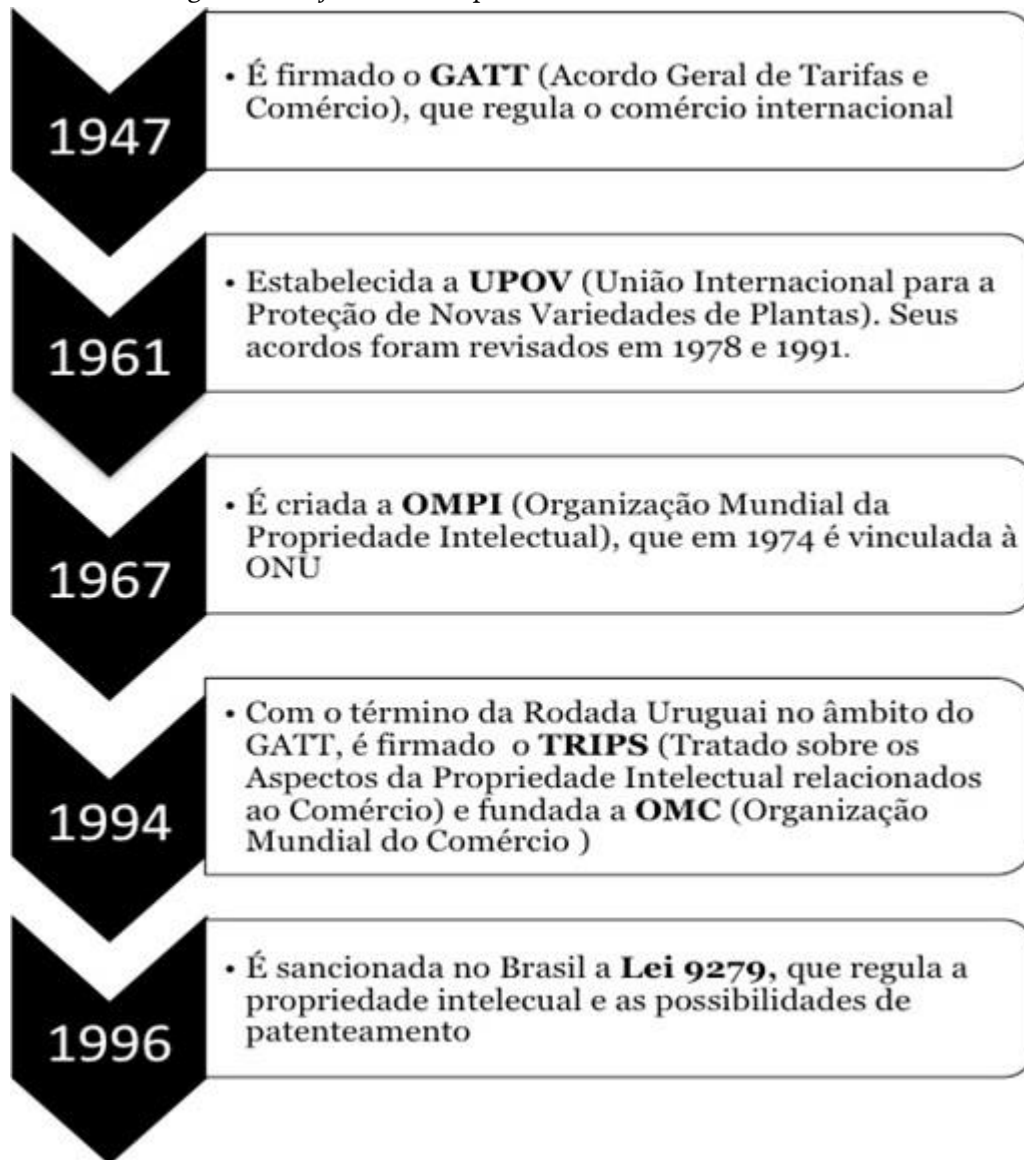 1947
• É firmado o GATT (Acordo Geral de Tarifas e
Comércio), que regula o comércio internacional
1961
• Estabelecida a UPOV (União Internacional para a
Proteção de Novas Variedades de Plantas). Seus
acordos foram revisados em 1978 e 1991.
1967
• É criada a OMPI (Organização Mundial da
Propriedade Intelectual), que em 1974 é vinculada à
ONU
1994
• Com o término da Rodada Uruguai no âmbito do
GATT, é firmado o TRIPS (Tratado sobre os
Aspectos da Propriedade Intelectual relacionados
ao Comércio) e fundada a OMC (Organização
Mundial do Comércio )
1996
• É sancionada no Brasil a Lei 9279, que regula a
propriedade intelecual e as possibilidades de
patenteamento